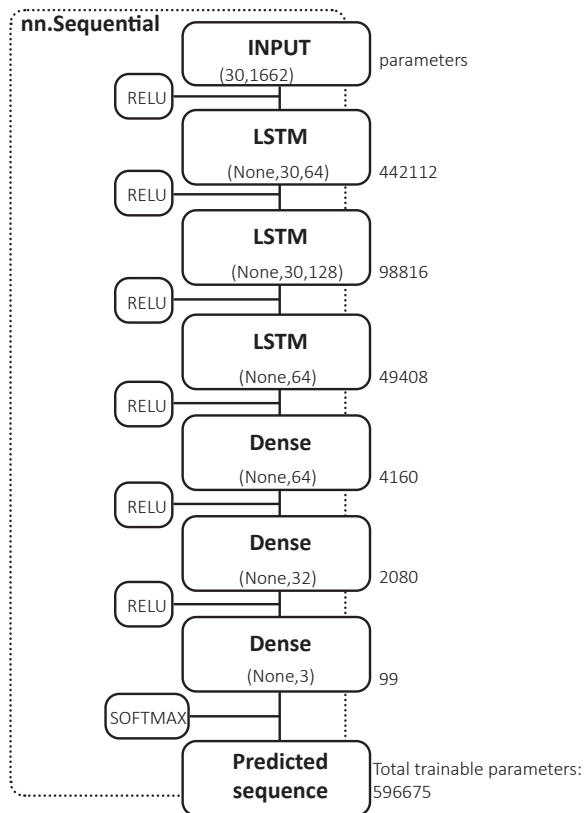 nn.Sequential
INPUT
(30,1662)
parameters
RELU
LSTM
(None,30,64)
442112
RELU
LSTM
(None,30,128)
98816
RELU
LSTM
(None,64)
49408
RELU
Dense
(None,64)
4160
RELU
Dense
(None,32)
2080
RELU
Dense
(None,3)
99
SOFTMAX
Predicted
sequence
Total trainable parameters:
596675